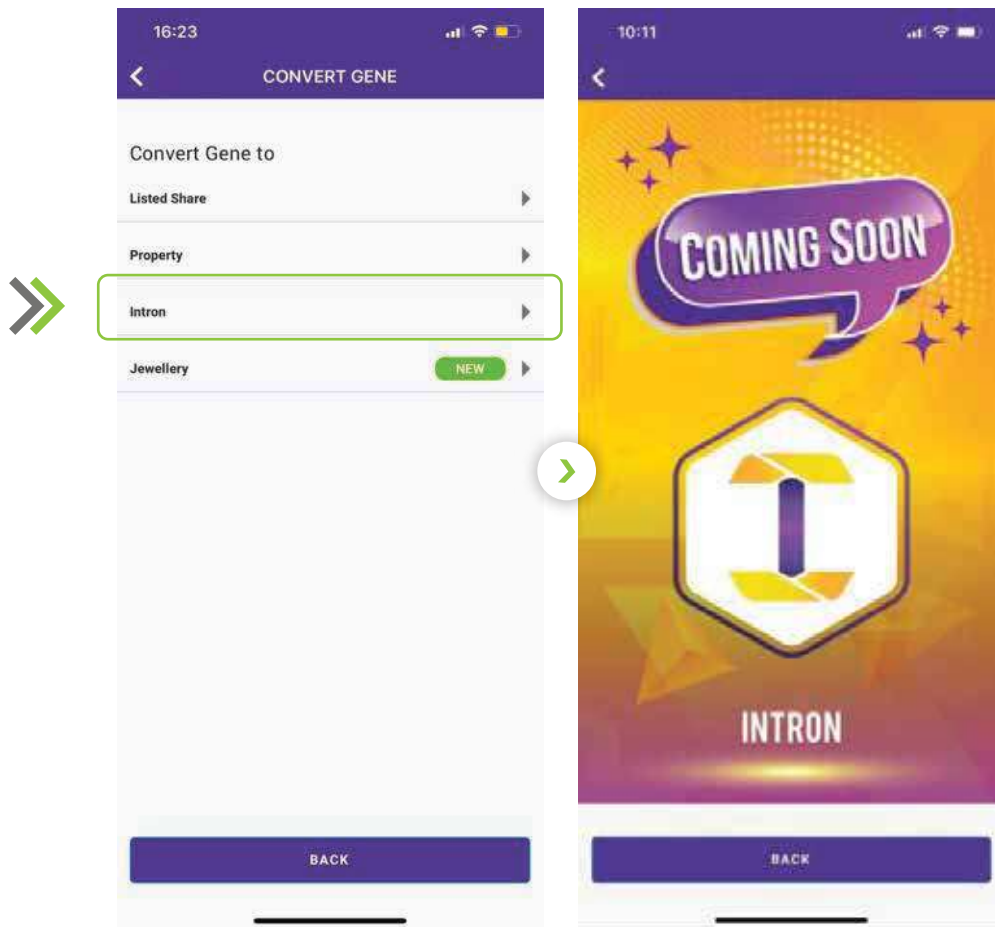 16:23
CONVERT GENE
Convert Gene to
Listed Share
Property
Intron
Jewellery NEW
BACK
10:11
COMING SOON
INTRON
BACK